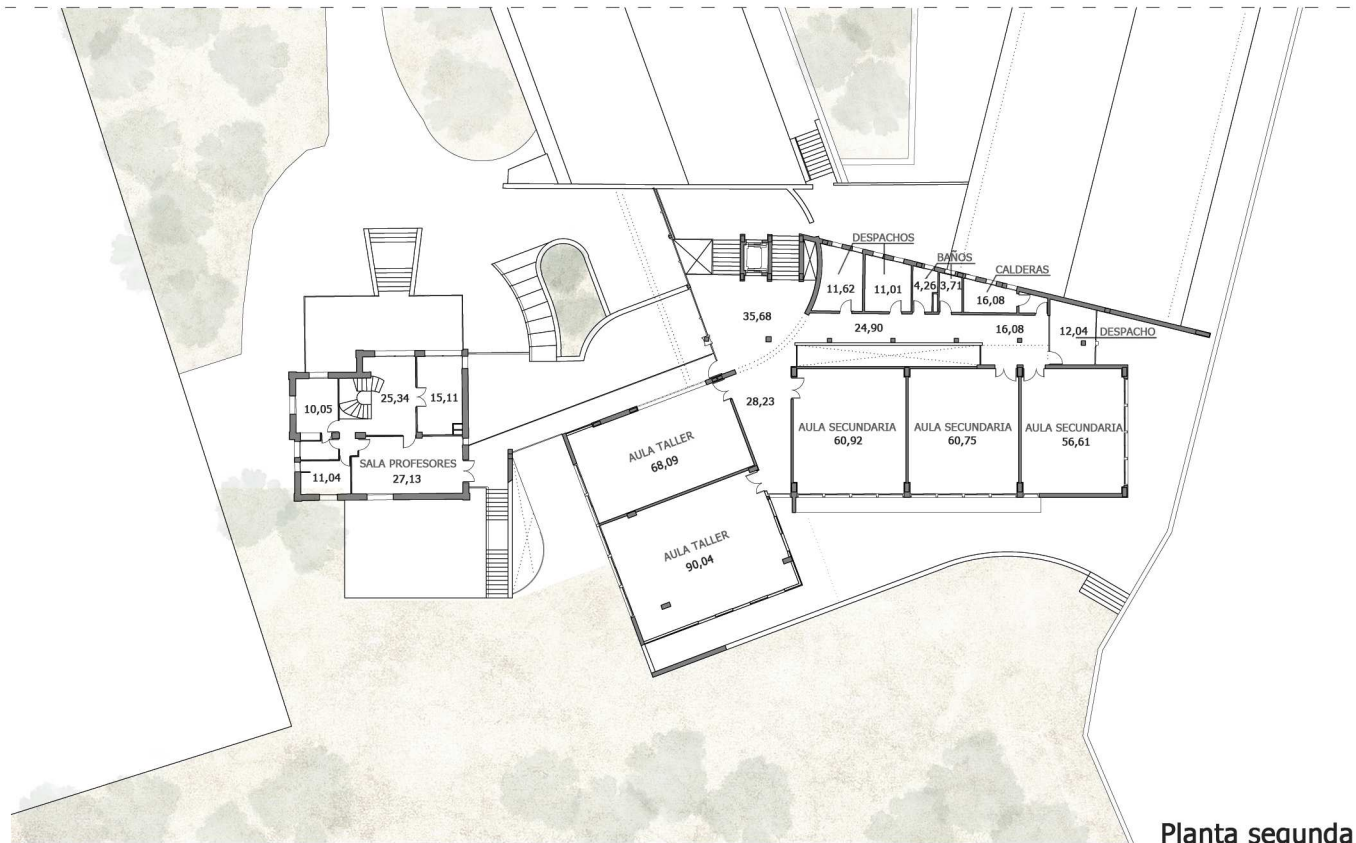 DESPACHOS
BAÑOS
CALDERAS
11,62
11,01
4,26
3,71
16,08
35,68
24,90
16,08
12,04
DESPACHO
25,34
15,11
10,05
28,23
SALA PROFESORES
27,13
11,04
AULA TALLER
68,09
AULA SECUNDARIA
60,92
AULA SECUNDARIA
60,75
AULA SECUNDARIA
56,61
AULA TALLER
90,04
Planta segunda